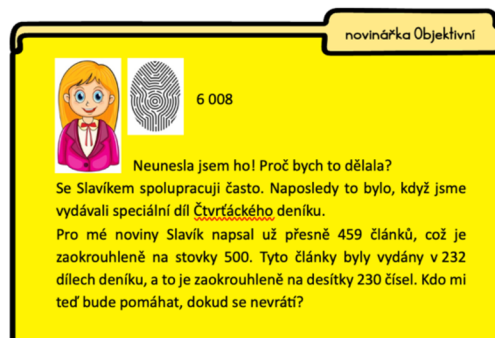 novinářka Objektivní
6 008
Neunesla jsem ho! Proč bych to dělala?
Se Slavíkem spolupracuji často. Naposledy to bylo, když jsme
vydávali speciální díl Čtvrťáckého deníku.
Pro mé noviny Slavík napsal už přesně 459 článků, což je
zaokrouhleně na stovky 500. Tyto články byly vydány v 232
dílech deníku, a to je zaokrouhleně na desítky 230 čísel. Kdo mi
teď bude pomáhat, dokud se nevrátí?